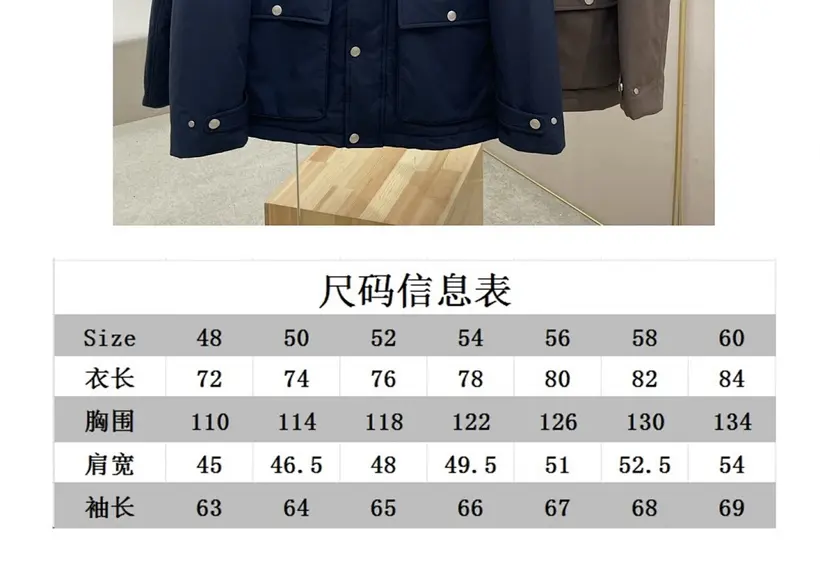 尺码信息表
Size 48 50 52 54 56 58 60
衣长 72 74 76 78 80 82 84
胸围 110 114 118 122 126 130 134
肩宽 45 46.5 48 49.5 51 52.5 54
袖长 63 64 65 66 67 68 69